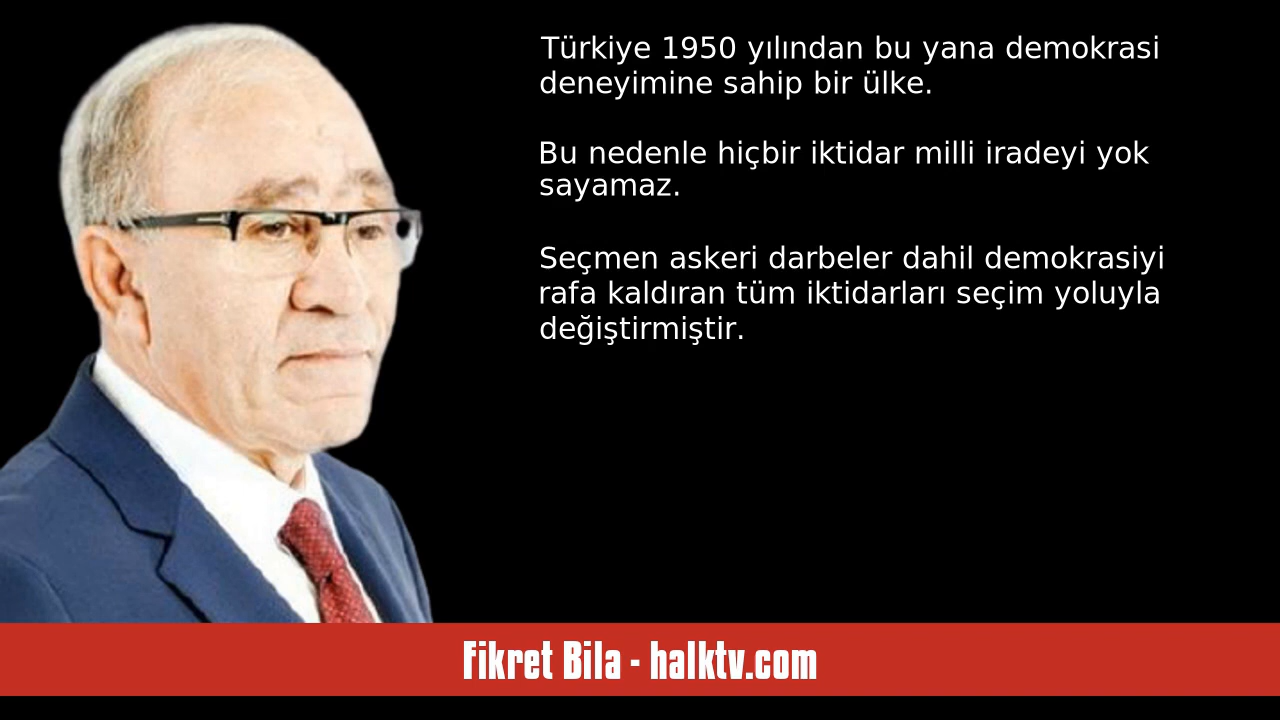 Türkiye 1950 yılından bu yana demokrasi
deneyimine sahip bir ülke.
Bu nedenle hiçbir iktidar milli iradeyi yok
sayamaz.
Seçmen askeri darbeler dahil demokrasiyi
rafa kaldıran tüm iktidarları seçim yoluyla
değiştirmiştir.
Fikret Bila - halktv.com